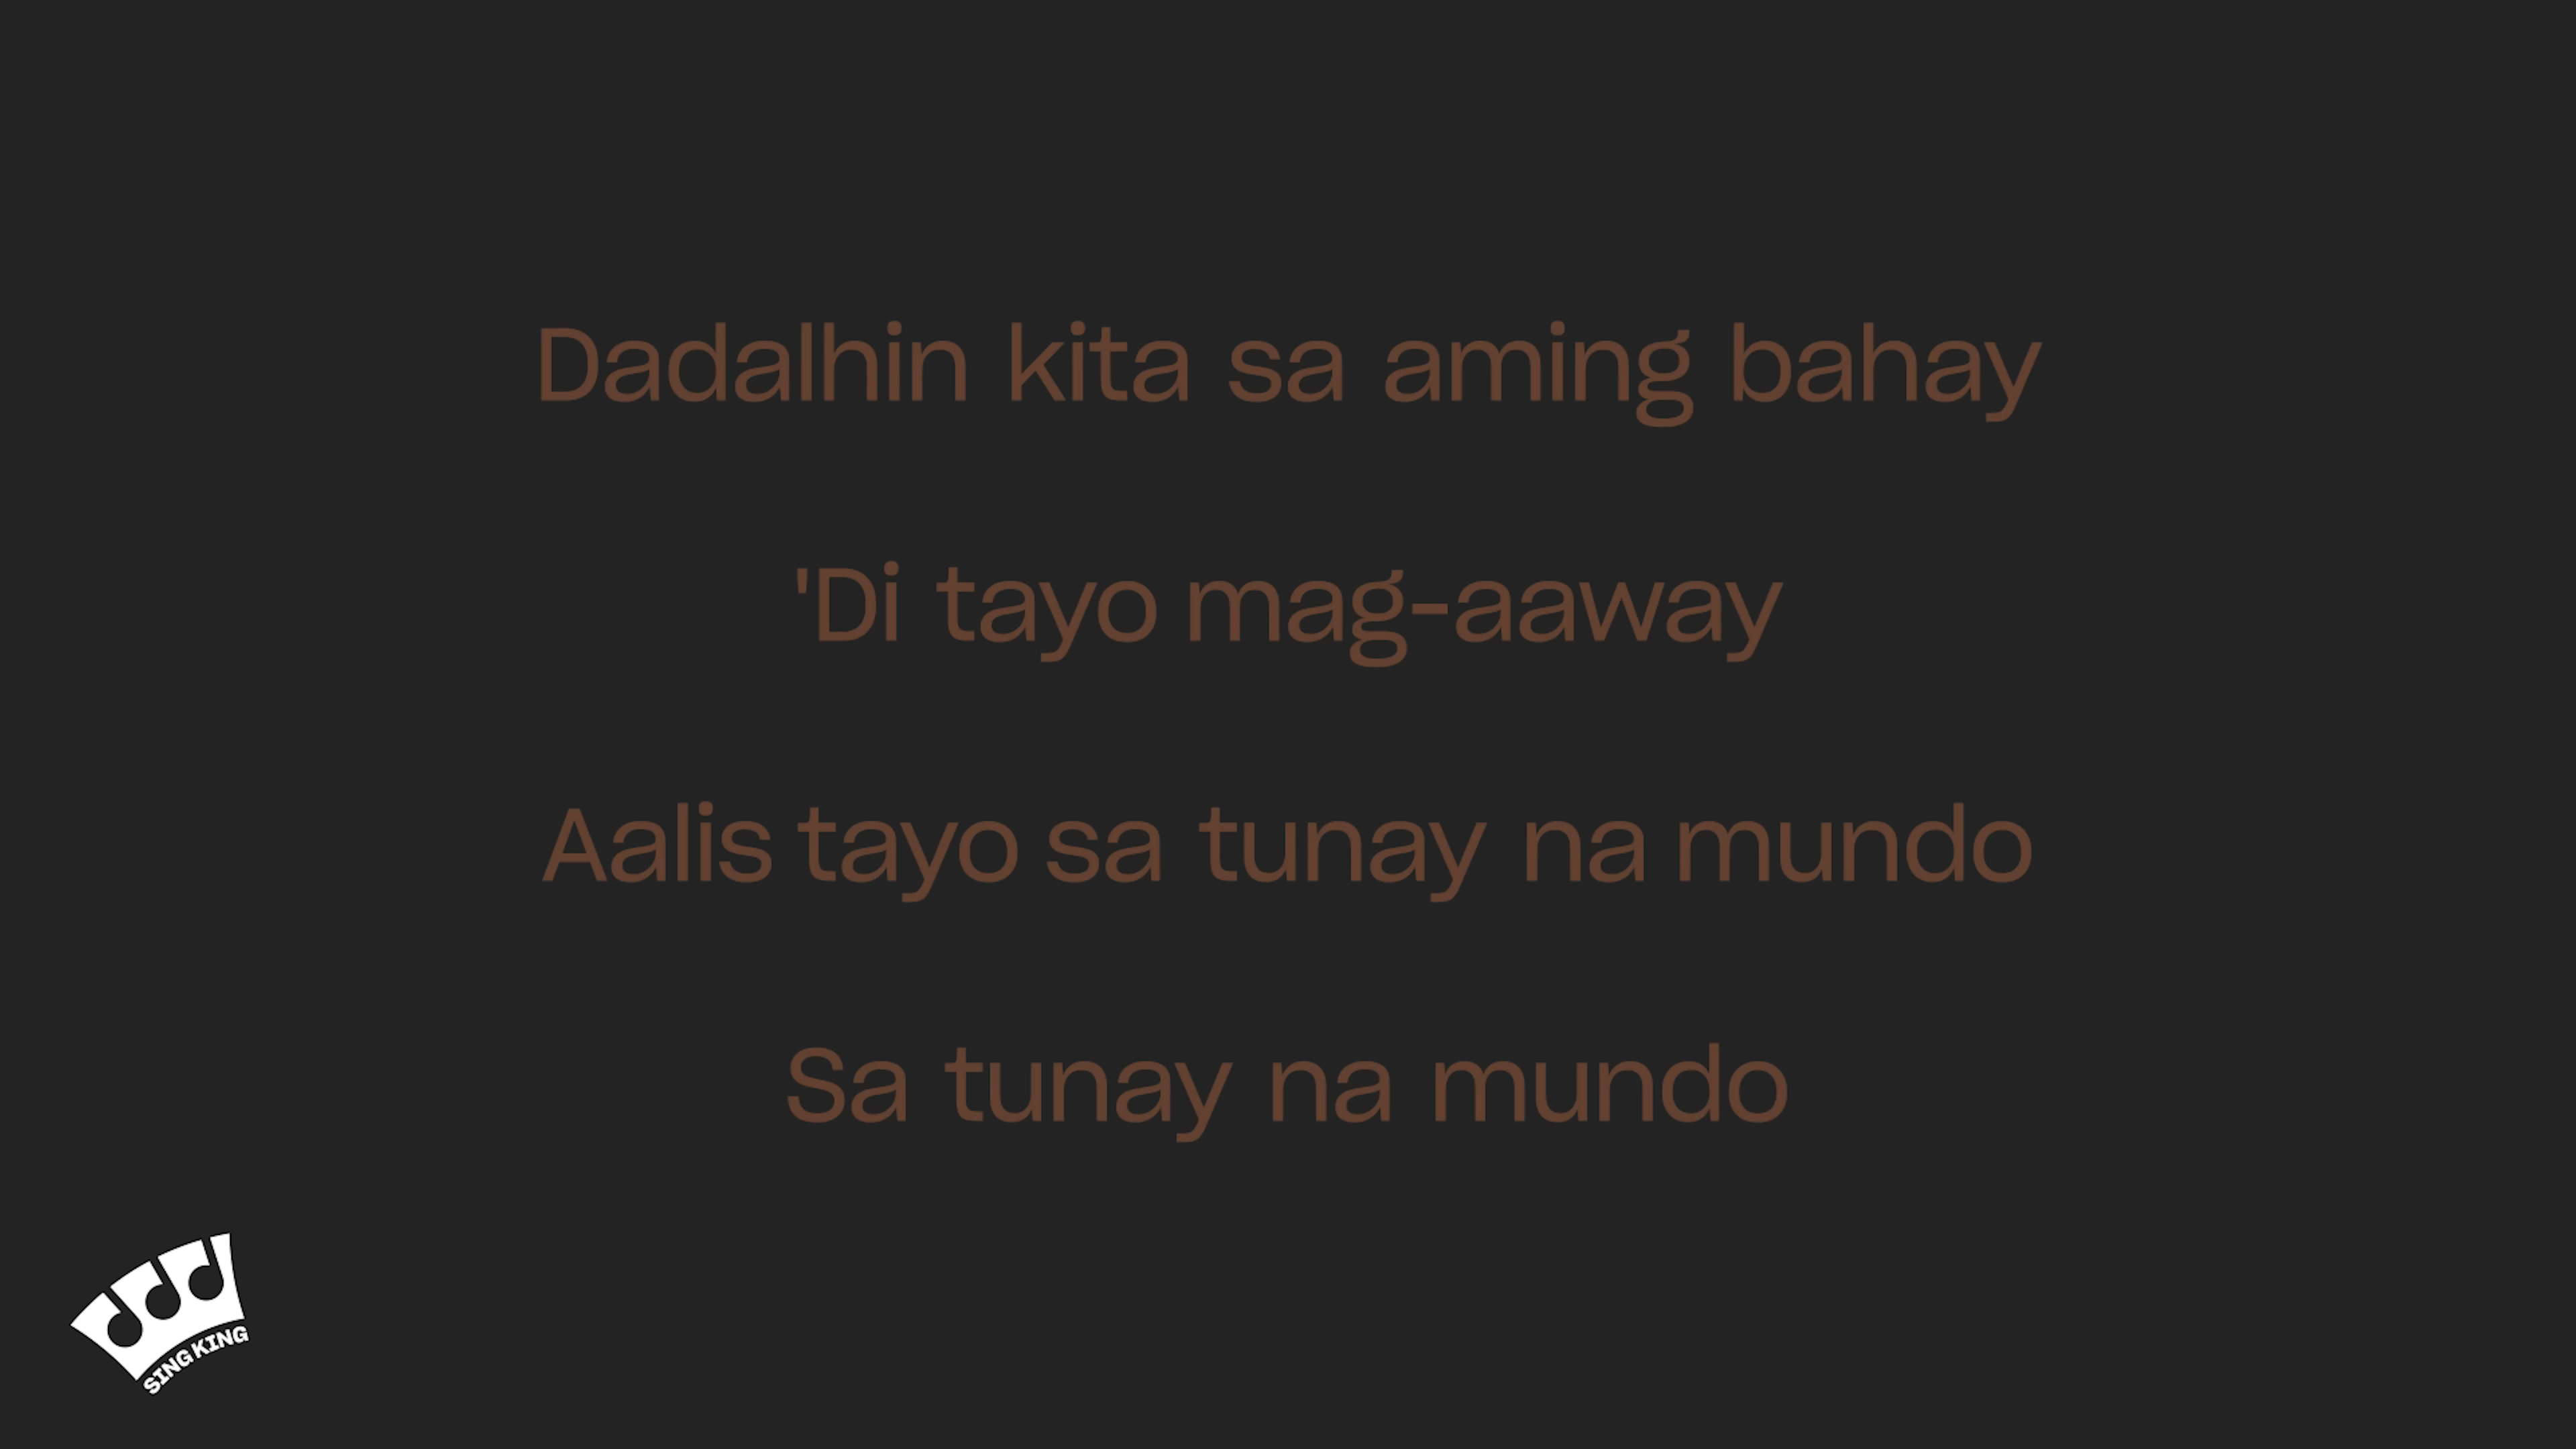 Dadalhin kita sa aming bahay
'Di tayo mag-aaway
Aalis tayo sa tunay na mundo
Sa tunay na mundo
SING KING